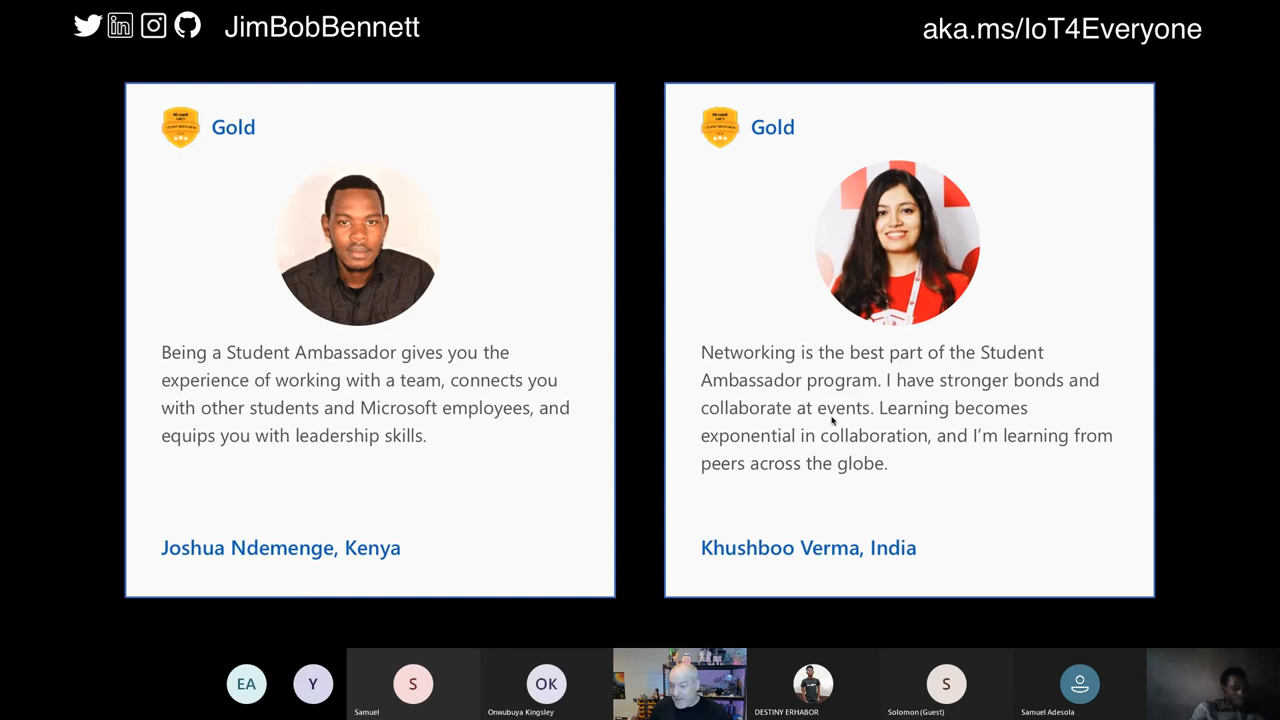 JimBobBennett
aka.ms/IoT4Everyone
Gold
Being a Student Ambassador gives you the
experience of working with a team, connects you
with other students and Microsoft employees, and
equips you with leadership skills.
Joshua Ndemenge, Kenya
Gold
Networking is the best part of the Student
Ambassador program. I have stronger bonds and
collaborate at events. Learning becomes
exponential in collaboration, and I'm learning from
peers across the globe.
Khushboo Verma, India
EA
Y
S
Samuel
OK
Onwubuya Kingsley
DESTINY ERHABOR
S
Solomon (Guest)
Samuel Adesola